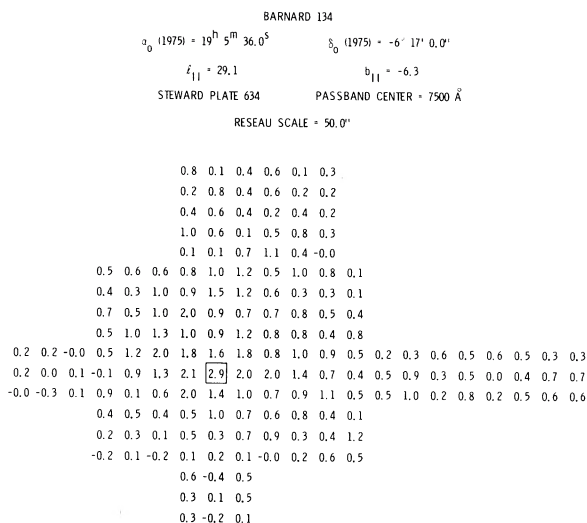 BARNARD 134
α₀ (1975) = 19ʰ 5ᵐ 36.0ˢ δ₀ (1975) = -6° 17' 0.0"
ℓ_II = 29.1 b_II = -6.3
STEWARD PLATE 634 PASSBAND CENTER = 7500 Å
RESEAU SCALE = 50.0"
0.8 0.1 0.4 0.6 0.1 0.3
0.2 0.8 0.4 0.6 0.2 0.2
0.4 0.6 0.4 0.2 0.4 0.2
1.0 0.6 0.1 0.5 0.8 0.3
0.1 0.1 0.7 1.1 0.4 -0.0
0.5 0.6 0.6 0.8 1.0 1.2 0.5 1.0 0.8 0.1
0.4 0.3 1.0 0.9 1.5 1.2 0.6 0.3 0.3 0.1
0.7 0.5 1.0 2.0 0.9 0.7 0.7 0.8 0.5 0.4
0.5 1.0 1.3 1.0 0.9 1.2 0.8 0.8 0.4 0.8
0.2 0.2 -0.0 0.5 1.2 2.0 1.8 1.6 1.8 0.8 1.0 0.9 0.5 0.2 0.3 0.6 0.5 0.6 0.5 0.3 0.3
0.2 0.0 0.1 -0.1 0.9 1.3 2.1 2.9 2.0 2.0 1.4 0.7 0.4 0.5 0.9 0.3 0.5 0.0 0.4 0.7 0.7
-0.0 -0.3 0.1 0.9 0.1 0.6 2.0 1.4 1.0 0.7 0.9 1.1 0.5 0.5 1.0 0.2 0.8 0.2 0.5 0.6 0.6
0.4 0.5 0.4 0.5 1.0 0.7 0.6 0.8 0.4 0.1
0.2 0.3 0.1 0.5 0.3 0.7 0.9 0.3 0.4 1.2
-0.2 0.1 -0.2 0.1 0.2 0.1 -0.0 0.2 0.6 0.5
0.6 -0.4 0.5
0.3 0.1 0.5
0.3 -0.2 0.1